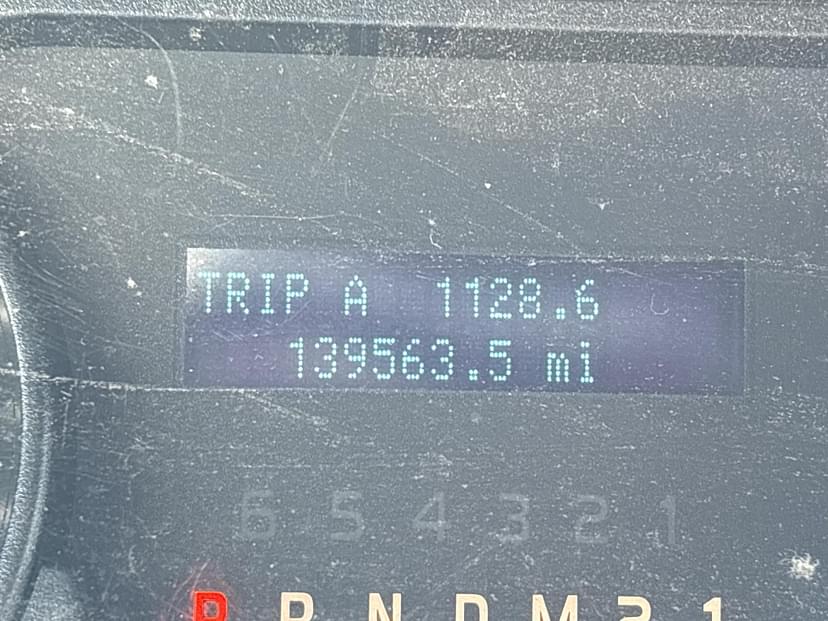 TRIP A 1128.6
139563.5 mi
6 5 4 3 2 1
P R N D M 2 1